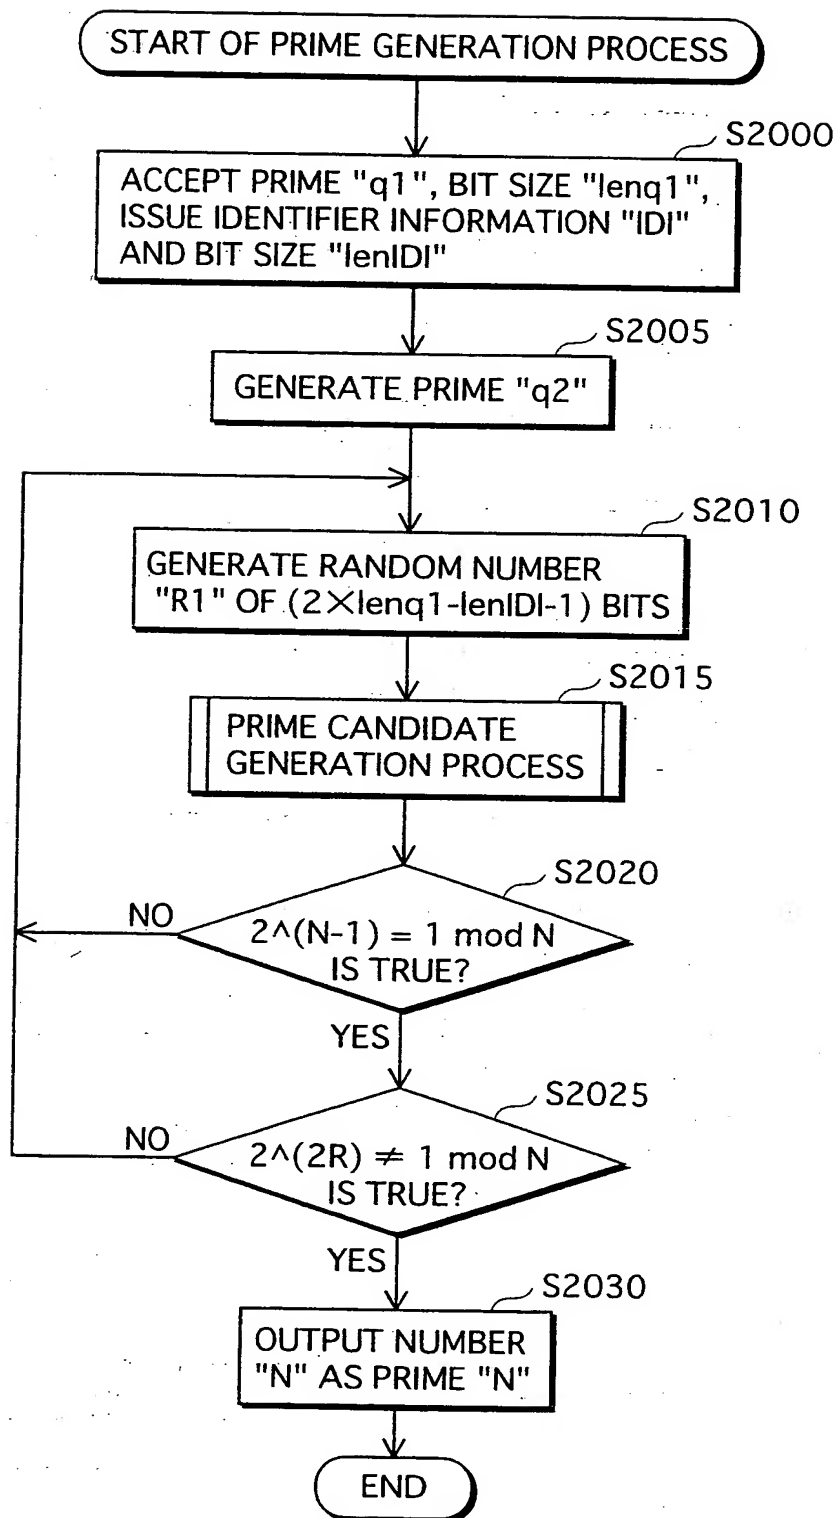 START OF PRIME GENERATION PROCESS
S2000
ACCEPT PRIME "q1", BIT SIZE "lenq1",
ISSUE IDENTIFIER INFORMATION "IDI"
AND BIT SIZE "lenIDI"
S2005
GENERATE PRIME "q2"
S2010
GENERATE RANDOM NUMBER
"R1" OF (2×lenq1-lenIDI-1) BITS
S2015
PRIME CANDIDATE
GENERATION PROCESS
S2020
NO
2^(N-1) = 1 mod N
IS TRUE?
YES
S2025
NO
2^(2R) ≠ 1 mod N
IS TRUE?
YES
S2030
OUTPUT NUMBER
"N" AS PRIME "N"
END